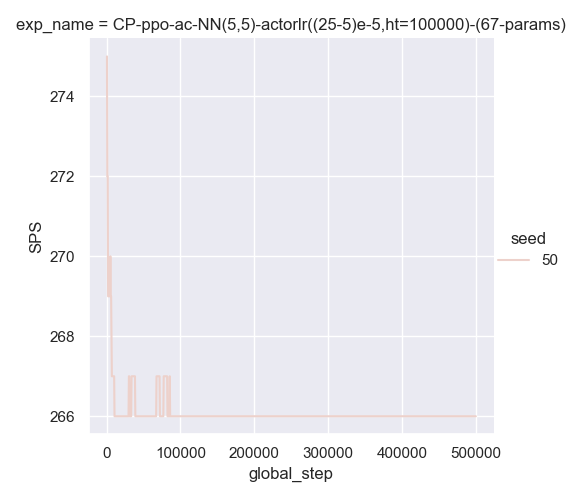 exp_name = CP-ppo-ac-NN(5,5)-actorlr((25-5)e-5,ht=100000)-(67-params)
274
272
270
268
266
SPS
0 100000 200000 300000 400000 500000
global_step
seed
50